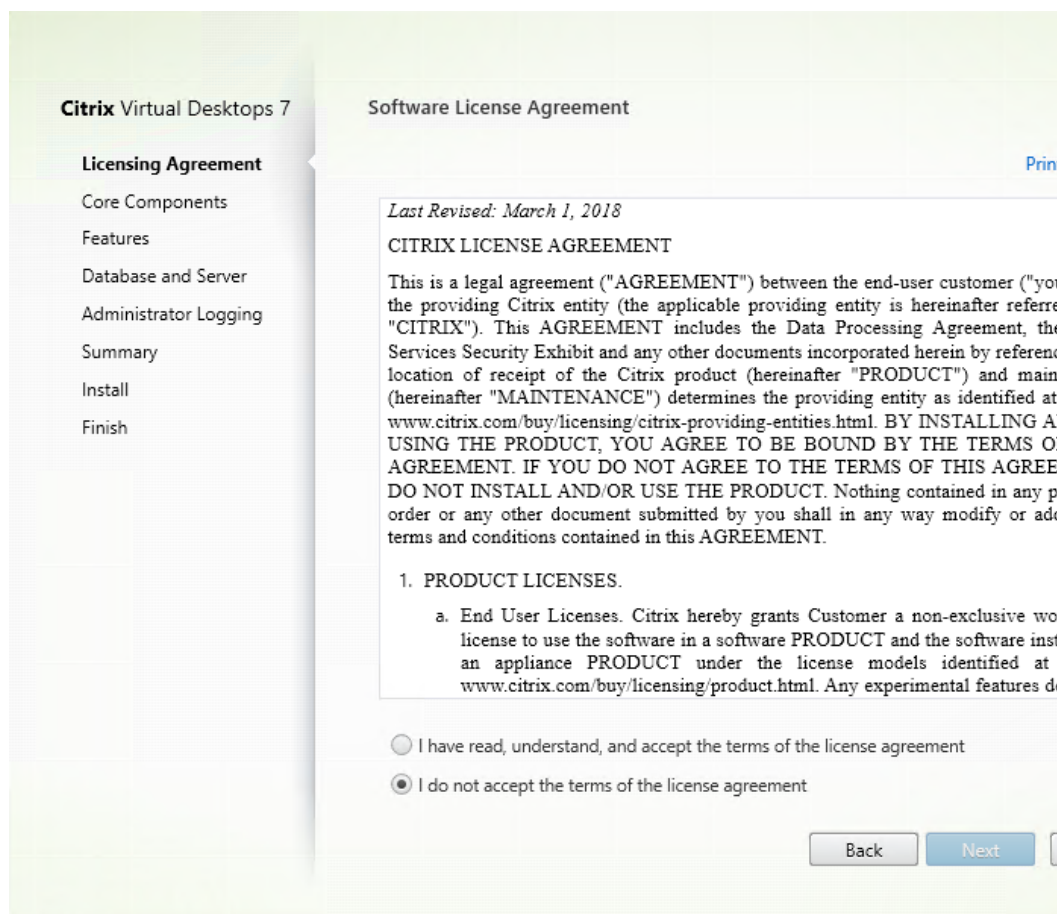 Citrix Virtual Desktops 7
Licensing Agreement
Core Components
Features
Database and Server
Administrator Logging
Summary
Install
Finish
Software License Agreement
Last Revised: March 1, 2018
CITRIX LICENSE AGREEMENT
This is a legal agreement ("AGREEMENT") between the end-user customer
the providing Citrix entity (the applicable providing entity is hereinafter
"CITRIX"). This AGREEMENT includes the Data Processing Agreement,
Services Security Exhibit and any other documents incorporated herein by
location of receipt of the Citrix product (hereinafter "PRODUCT") and
(hereinafter "MAINTENANCE") determines the providing entity as identified at
www.citrix.com/buy/licensing/citrix-providing-entities.html. BY INSTALLING
USING THE PRODUCT, YOU AGREE TO BE BOUND BY THE TERMS
AGREEMENT. IF YOU DO NOT AGREE TO THE TERMS OF THIS
DO NOT INSTALL AND/OR USE THE PRODUCT. Nothing contained in any
order or any other document submitted by you shall in any way modify or
terms and conditions contained in this AGREEMENT.
1. PRODUCT LICENSES.
a. End User Licenses. Citrix hereby grants Customer a non-exclusive
license to use the software in a software PRODUCT and the software
an appliance PRODUCT under the license models identified at
www.citrix.com/buy/licensing/product.html. Any experimental features
I have read, understand, and accept the terms of the license agreement
I do not accept the terms of the license agreement
Back
Next